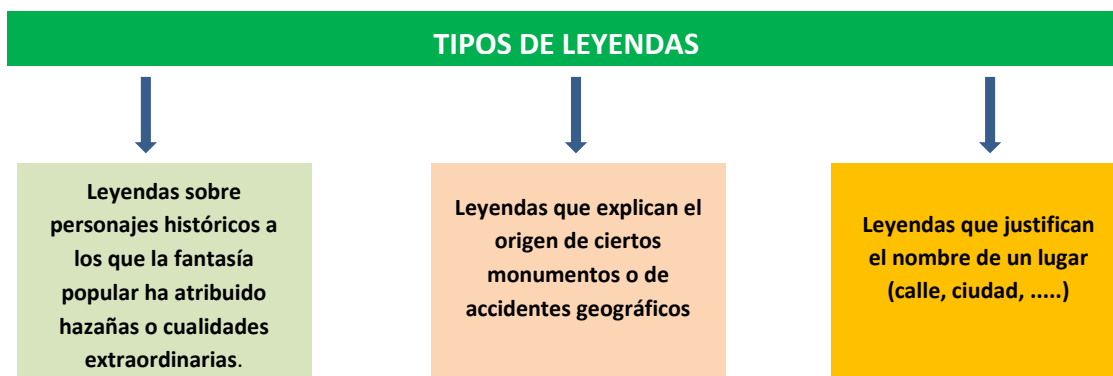 TIPOS DE LEYENDAS
Leyendas sobre
personajes históricos a
los que la fantasía
popular ha atribuido
hazañas o cualidades
extraordinarias.
Leyendas que explican el
origen de ciertos
monumentos o de
accidentes geográficos
Leyendas que justifican
el nombre de un lugar
(calle, ciudad, .....)